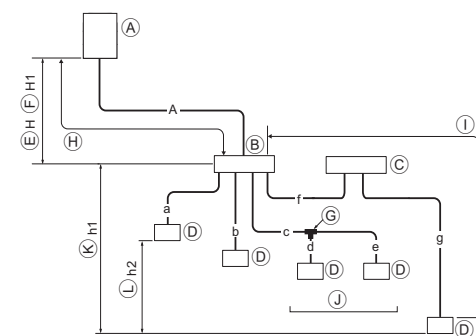 Ⓐ
Ⓔ H Ⓕ H1
A
Ⓗ
Ⓘ
Ⓑ
Ⓒ
f
a
Ⓖ
Ⓓ
b
c
d
e
g
Ⓚ h1
Ⓛ h2
Ⓓ
Ⓓ
Ⓓ
Ⓙ
Ⓓ